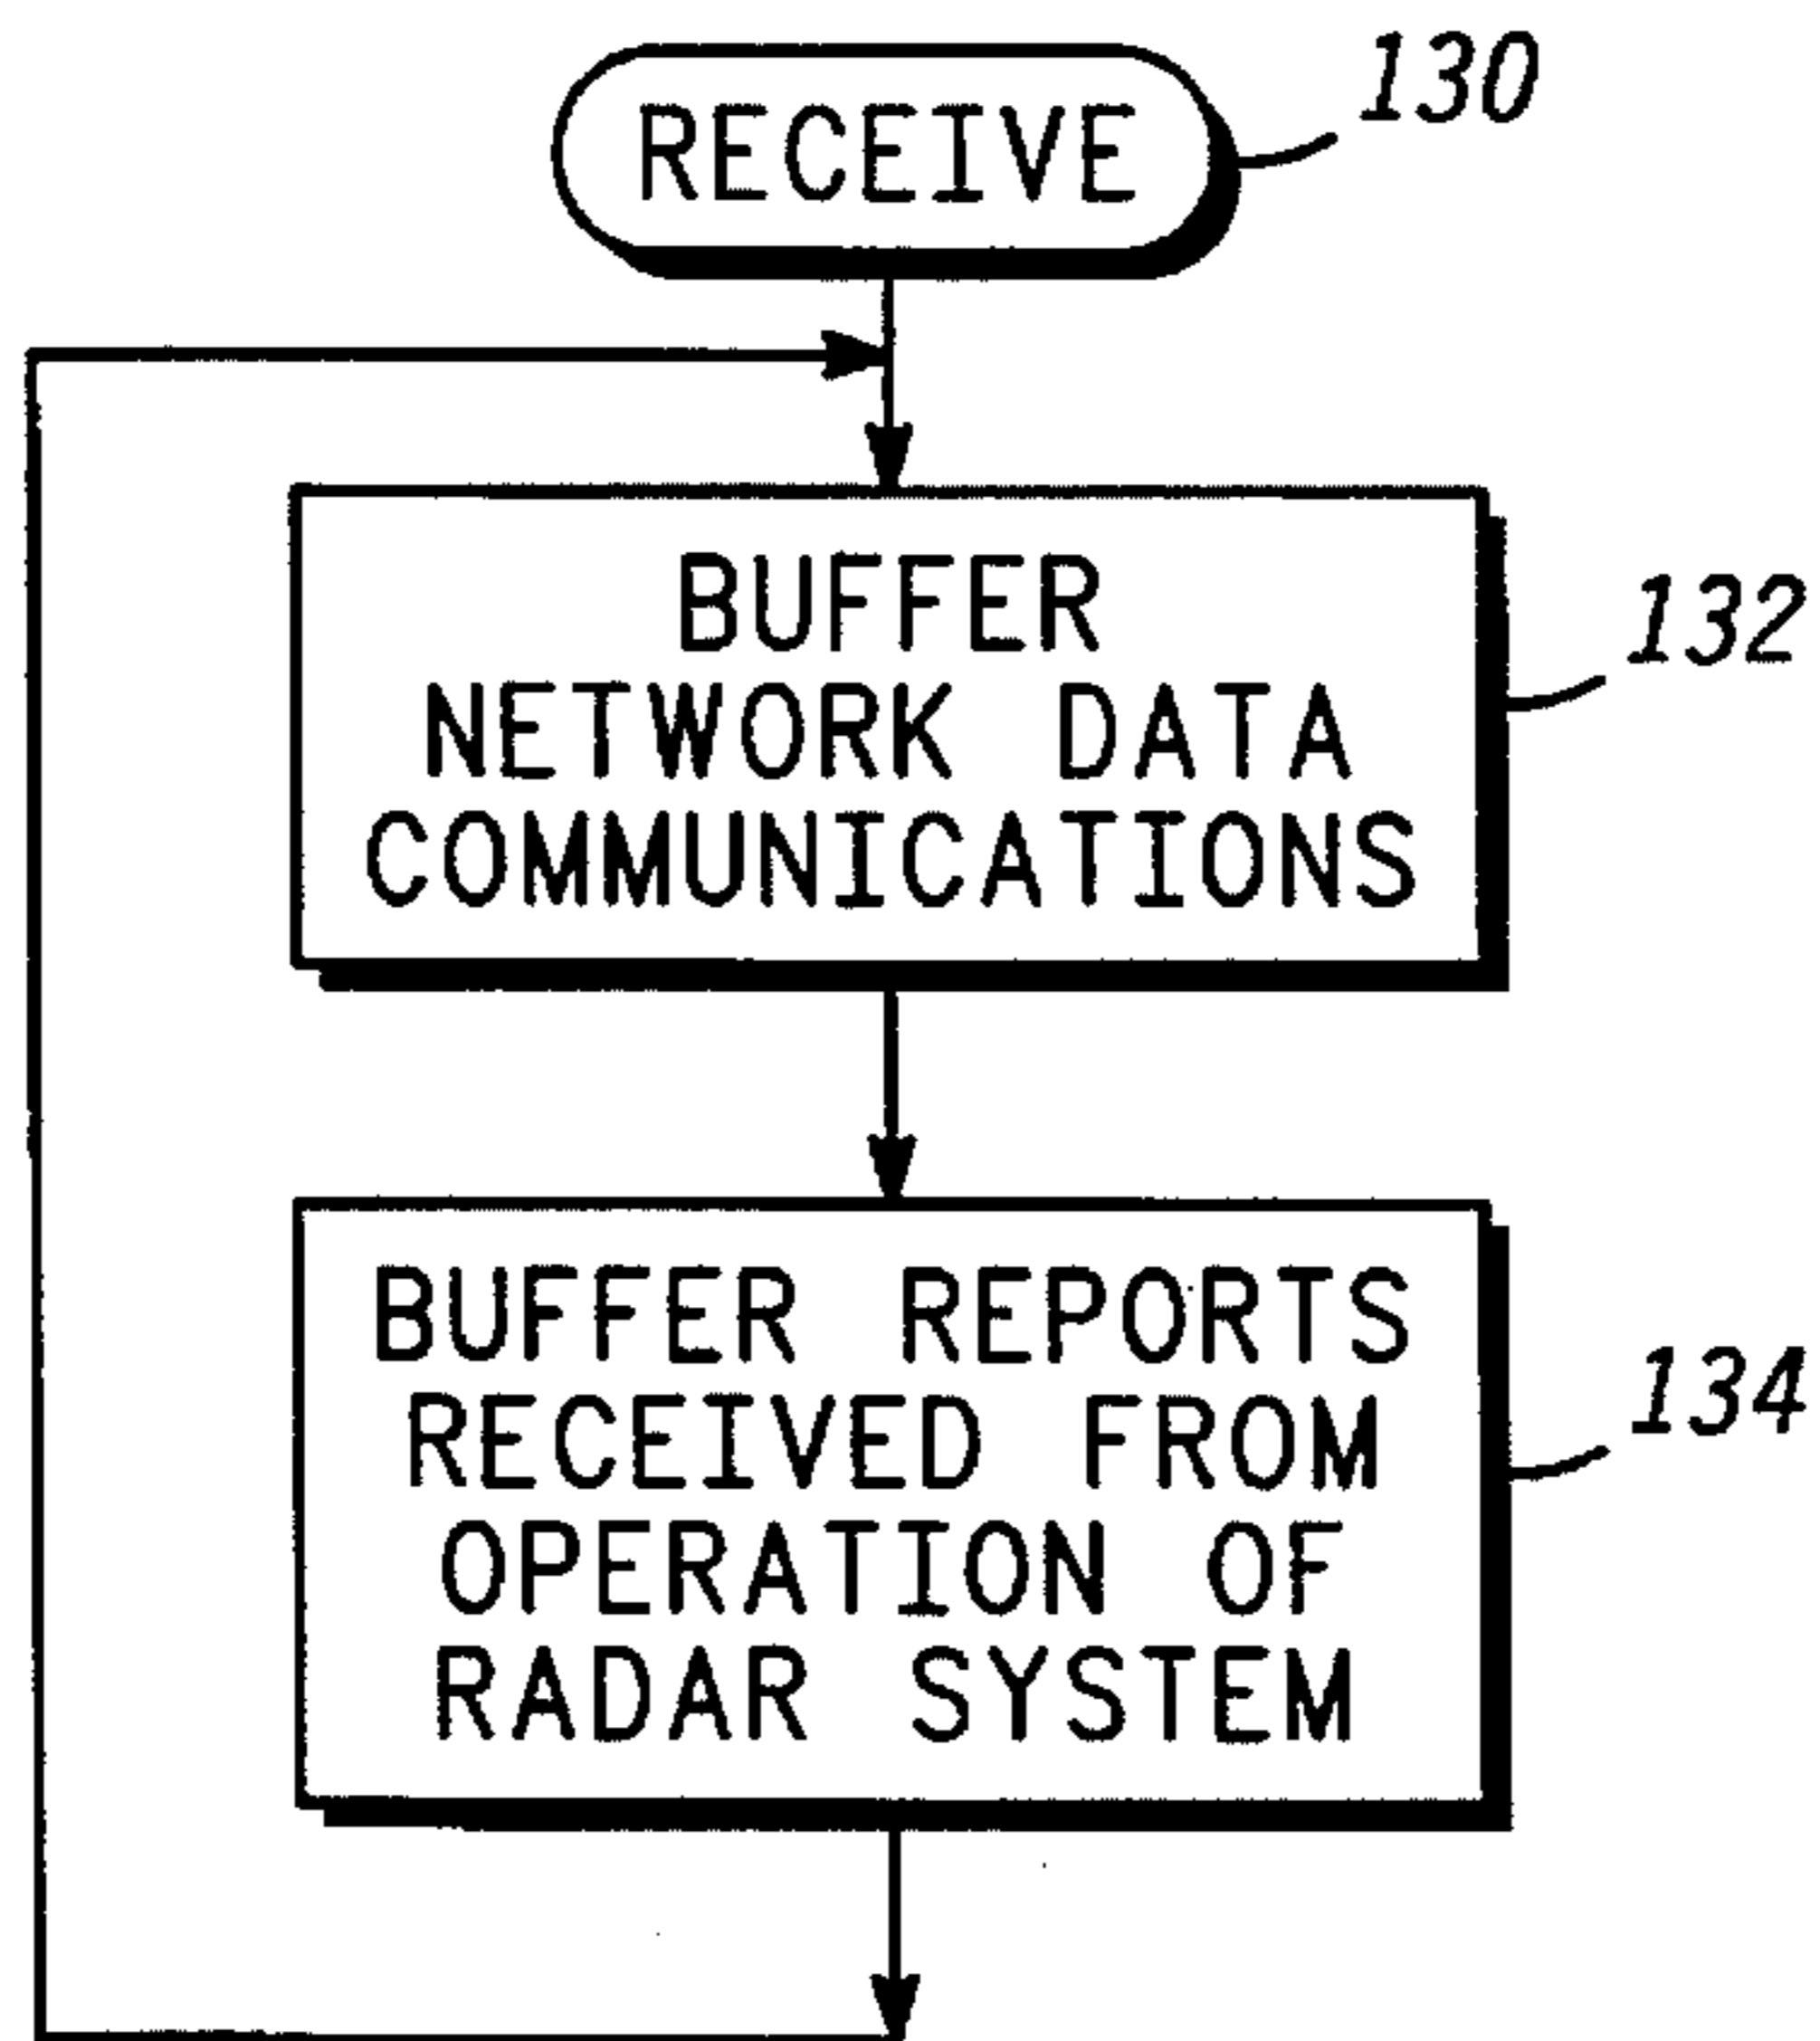 RECEIVE
130
BUFFER
NETWORK DATA
COMMUNICATIONS
132
BUFFER REPORTS
RECEIVED FROM
OPERATION OF
RADAR SYSTEM
134